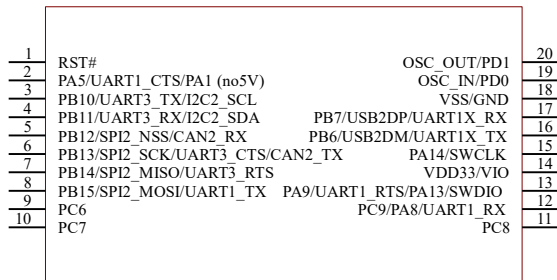 1 RST# OSC_OUT/PD1 20
2 PA5/UART1_CTS/PA1 (no5V) OSC_IN/PD0 19
3 PB10/UART3_TX/I2C2_SCL VSS/GND 18
4 PB11/UART3_RX/I2C2_SDA PB7/USB2DP/UART1X_RX 17
5 PB12/SPI2_NSS/CAN2_RX PB6/USB2DM/UART1X_TX 16
6 PB13/SPI2_SCK/UART3_CTS/CAN2_TX PA14/SWCLK 15
7 PB14/SPI2_MISO/UART3_RTS VDD33/VIO 14
8 PB15/SPI2_MOSI/UART1_TX PA9/UART1_RTS/PA13/SWDIO 13
9 PC6 PC9/PA8/UART1_RX 12
10 PC7 PC8 11